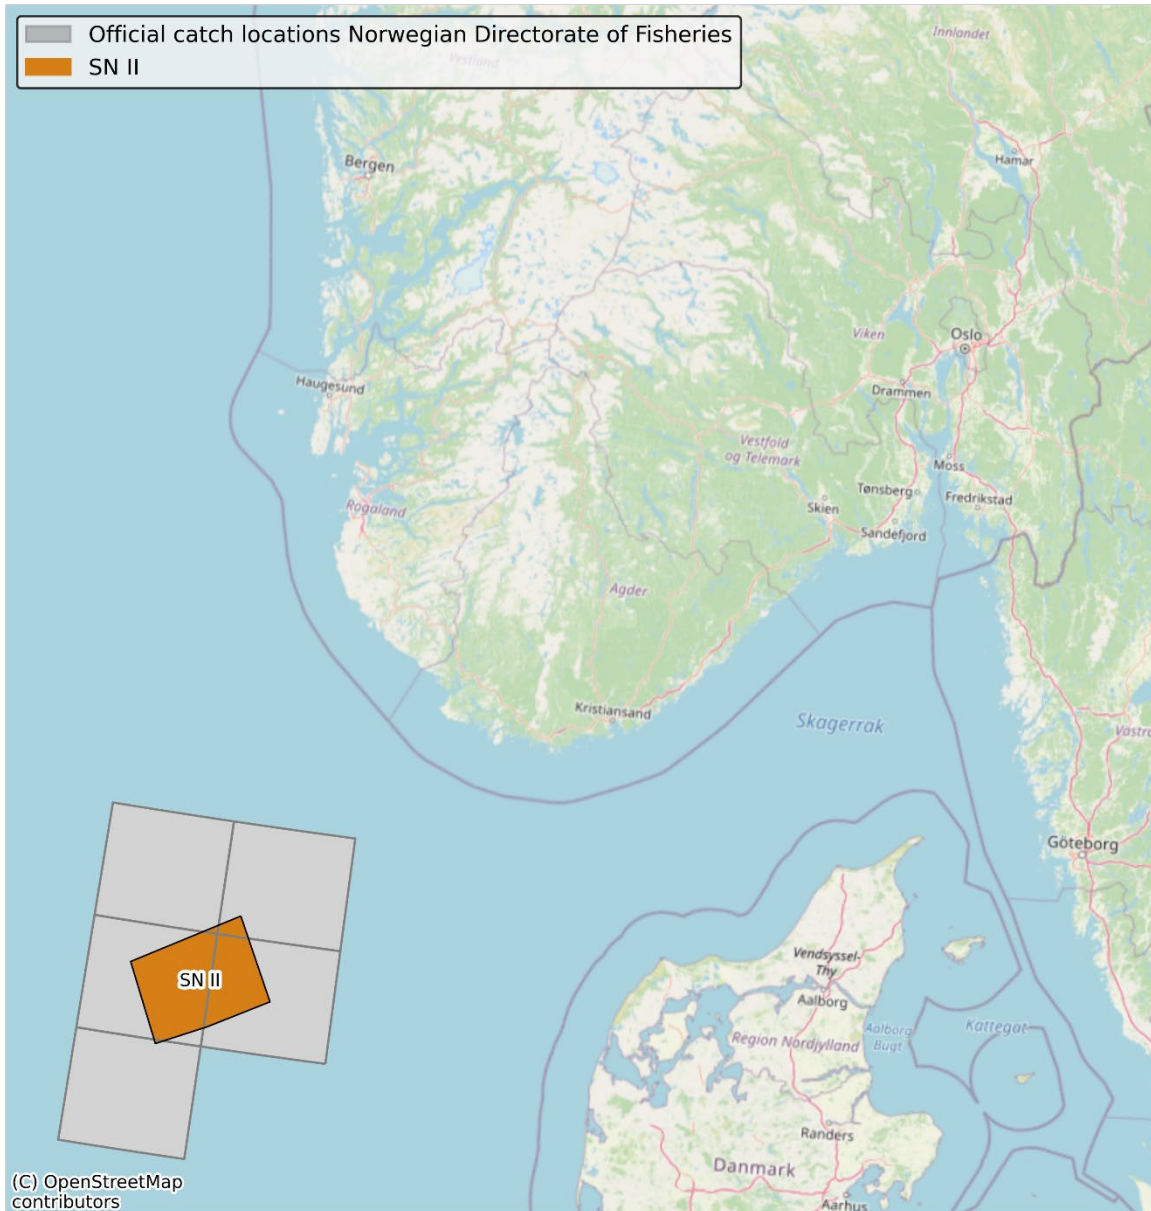 Official catch locations Norwegian Directorate of Fisheries
SN II
Vestland
Innlandet
Bergen
Hamar
Viken
Oslo
Haugesund
Drammen
Vestfold
og Telemark
Moss
Tønsberg
Fredrikstad
Rogaland
Skien
Sandefjord
Agder
Kristiansand
Skagerrak
Västra
Göteborg
Vendsyssel-
Thy
SN II
Aalborg
Aalborg
Bugt
Kattegat
Region Nordjylland
Randers
Danmark
Aarhus
(C) OpenStreetMap
contributors